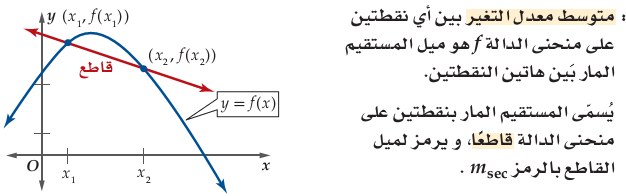 : متوسط معدل التغير بين أي نقطتين
على منحنى الدالة f هو ميل المستقيم
المار بَين هاتين النقطتين.
يُسمّى المستقيم المار بنقطتين على
منحنى الدالة قاطعًا، و يرمز لميل
القاطع بالرمز m_sec .
y
(x₁, f(x₁))
(x₂, f(x₂))
قاطع
y = f(x)
O
x₁
x₂
x